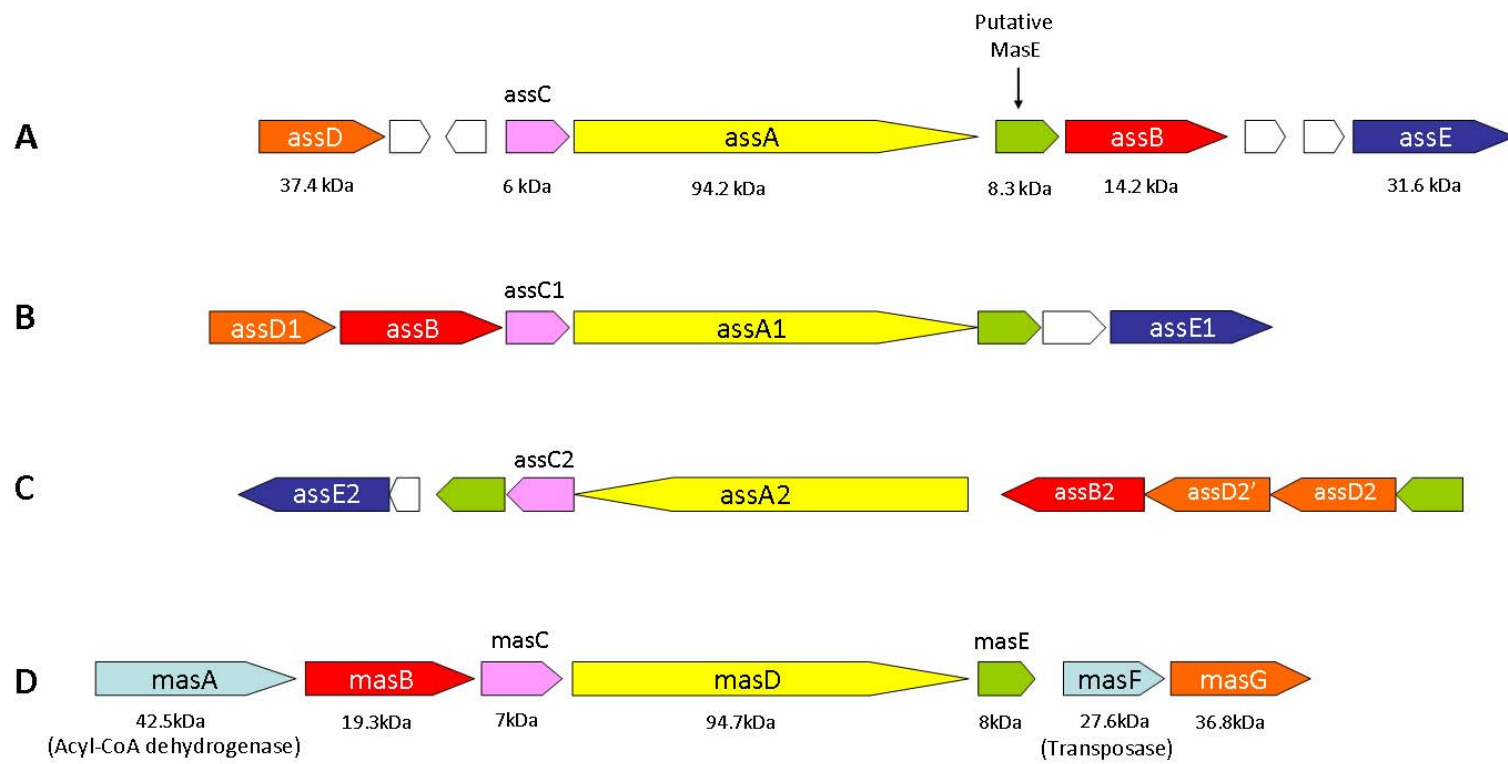 Putative
MasE
A
assC
assD
assA
assB
assE
37.4 kDa
6 kDa
94.2 kDa
8.3 kDa
14.2 kDa
31.6 kDa
B
assC1
assD1
assB
assA1
assE1
C
assC2
assE2
assA2
assB2
assD2’
assD2
D
masC
masE
masA
masB
masD
masF
masG
42.5kDa
(Acyl-CoA dehydrogenase)
19.3kDa
7kDa
94.7kDa
8kDa
27.6kDa
(Transposase)
36.8kDa